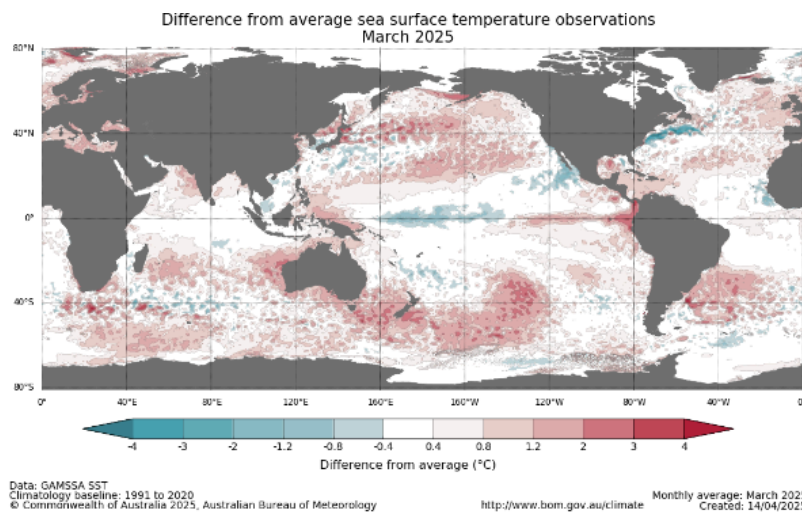 Difference from average sea surface temperature observations
March 2025
80°N
40°N
0°
40°S
80°S
0° 40°E 80°E 120°E 160°E 160°W 120°W 80°W 40°W 0°
-4 -3 -2 -1.2 -0.8 -0.4 0.4 0.8 1.2 2 3 4
Difference from average (°C)
Data: GAMSSA SST
Climatology baseline: 1991 to 2020
© Commonwealth of Australia 2025, Australian Bureau of Meteorology
http://www.bom.gov.au/climate
Monthly average: March 2025
Created: 14/04/2025